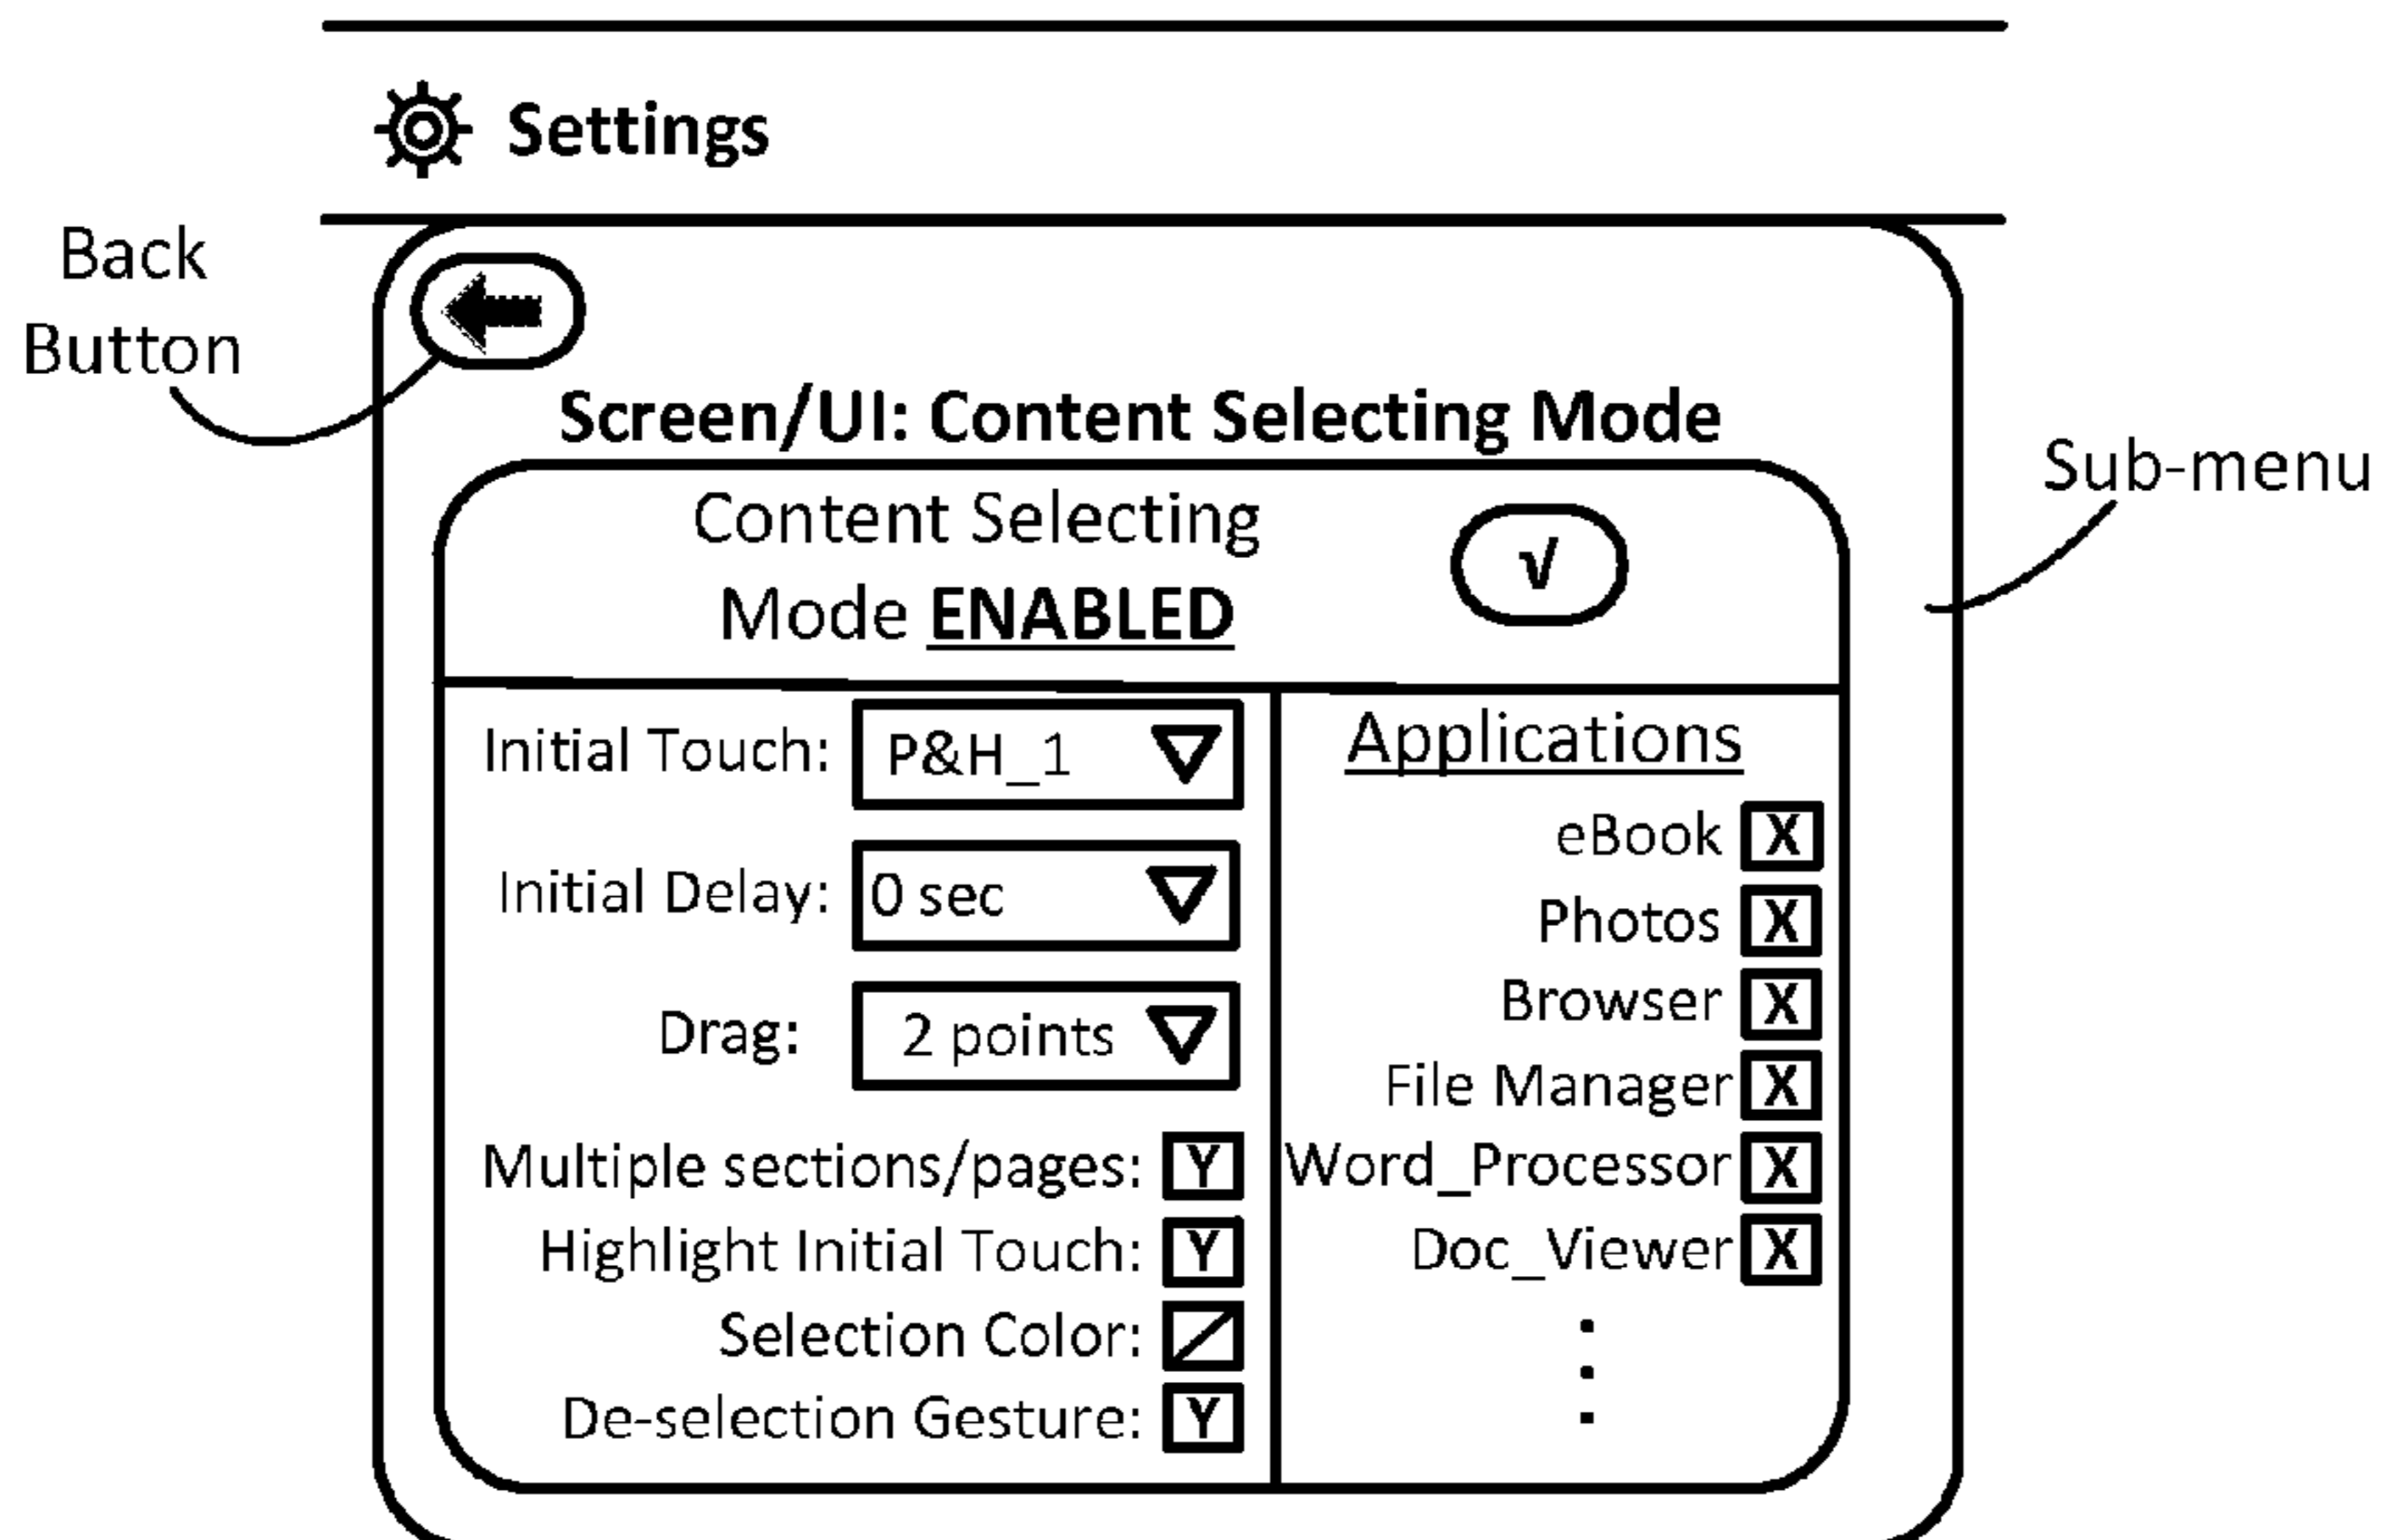 Settings
Back
Button
Screen/UI: Content Selecting Mode
Sub-menu
Content Selecting
Mode ENABLED
√
Initial Touch: P&H_1
Initial Delay: 0 sec
Drag: 2 points
Multiple sections/pages: Y
Highlight Initial Touch: Y
Selection Color:
De-selection Gesture: Y
Applications
eBook X
Photos X
Browser X
File Manager X
Word_Processor X
Doc_Viewer X